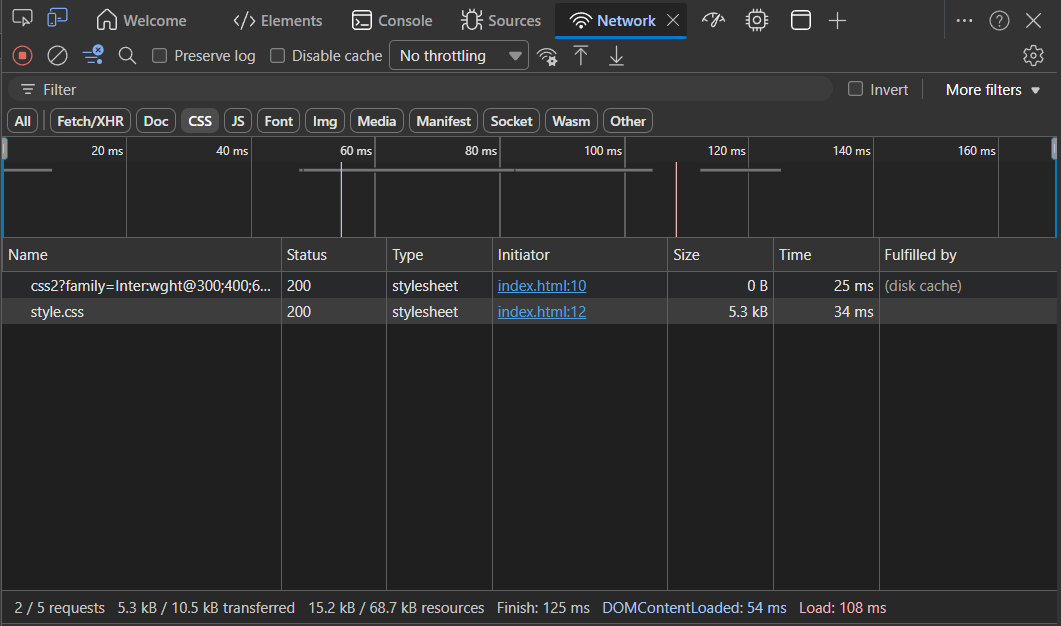 Welcome Elements Console Sources Network
Preserve log Disable cache No throttling
Filter Invert More filters
All Fetch/XHR Doc CSS JS Font Img Media Manifest Socket Wasm Other
20 ms 40 ms 60 ms 80 ms 100 ms 120 ms 140 ms 160 ms
Name Status Type Initiator Size Time Fulfilled by
css2?family=Inter:wght@300;400;6... 200 stylesheet index.html:10 0 B 25 ms (disk cache)
style.css 200 stylesheet index.html:12 5.3 kB 34 ms
2 / 5 requests 5.3 kB / 10.5 kB transferred 15.2 kB / 68.7 kB resources Finish: 125 ms DOMContentLoaded: 54 ms Load: 108 ms